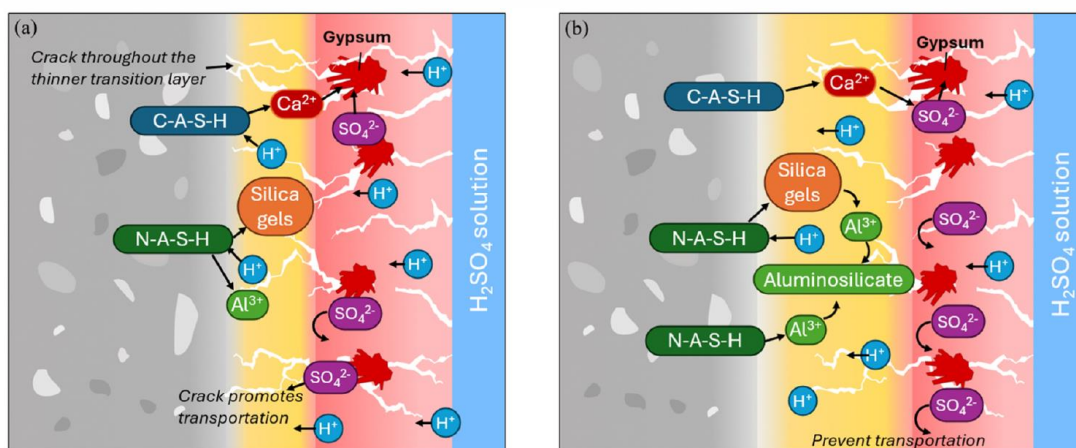 (a)
Crack throughout the
thinner transition layer
Gypsum
H⁺
Ca²⁺
C-A-S-H
SO₄²⁻
H⁺
Silica
gels
H⁺
N-A-S-H
H⁺
H⁺
Al³⁺
SO₄²⁻
SO₄²⁻
Crack promotes
transportation
H⁺
H⁺
H₂SO₄ solution
(b)
Gypsum
C-A-S-H
Ca²⁺
H⁺
SO₄²⁻
H⁺
Silica
gels
SO₄²⁻
Al³⁺
N-A-S-H
H⁺
H⁺
Aluminosilicate
SO₄²⁻
Al³⁺
N-A-S-H
H⁺
H⁺
SO₄²⁻
Prevent transportation
H₂SO₄ solution